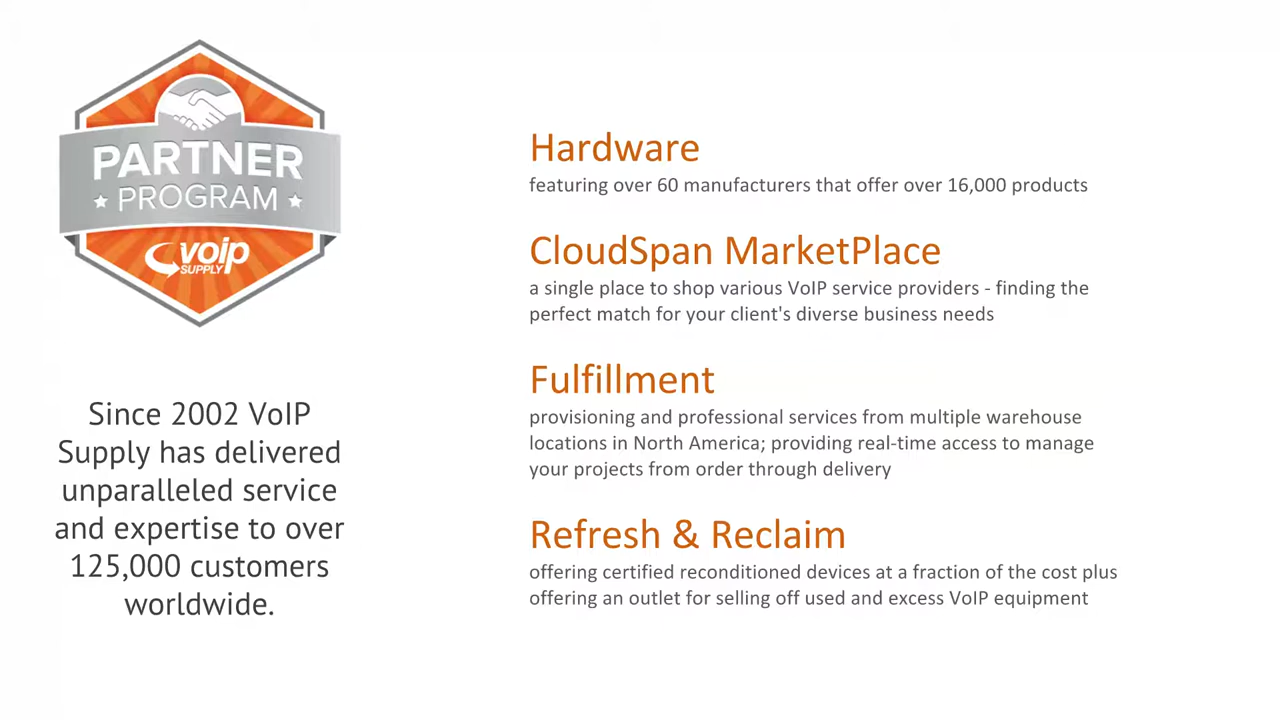 PARTNER
PROGRAM
voip
SUPPLY
Since 2002 VoIP
Supply has delivered
unparalleled service
and expertise to over
125,000 customers
worldwide.
Hardware
featuring over 60 manufacturers that offer over 16,000 products
CloudSpan MarketPlace
a single place to shop various VoIP service providers - finding the
perfect match for your client's diverse business needs
Fulfillment
provisioning and professional services from multiple warehouse
locations in North America; providing real-time access to manage
your projects from order through delivery
Refresh & Reclaim
offering certified reconditioned devices at a fraction of the cost plus
offering an outlet for selling off used and excess VoIP equipment